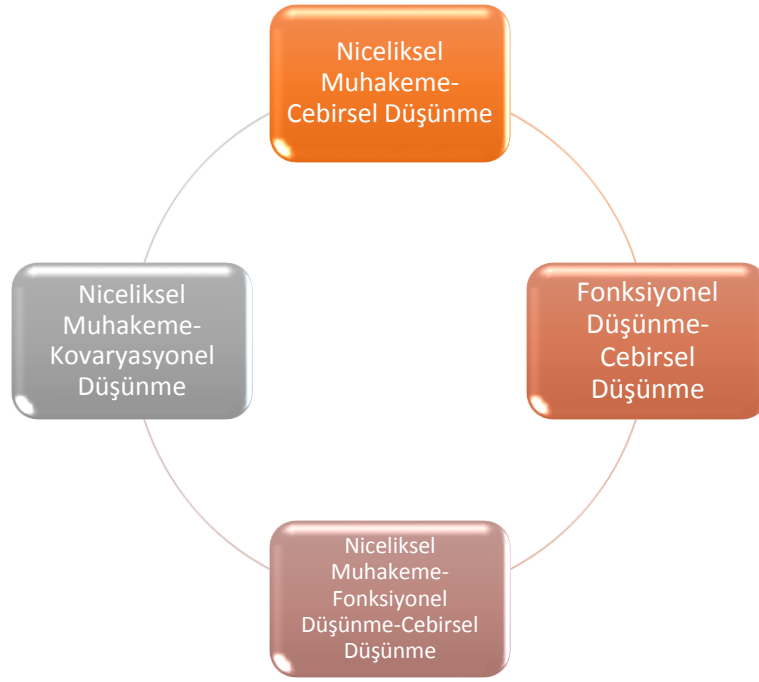 Niceliksel
Muhakeme-
Cebirsel Düşünme
Fonksiyonel
Düşünme-
Cebirsel
Düşünme
Niceliksel
Muhakeme-
Fonksiyonel
Düşünme-Cebirsel
Düşünme
Niceliksel
Muhakeme-
Kovaryasyonel
Düşünme